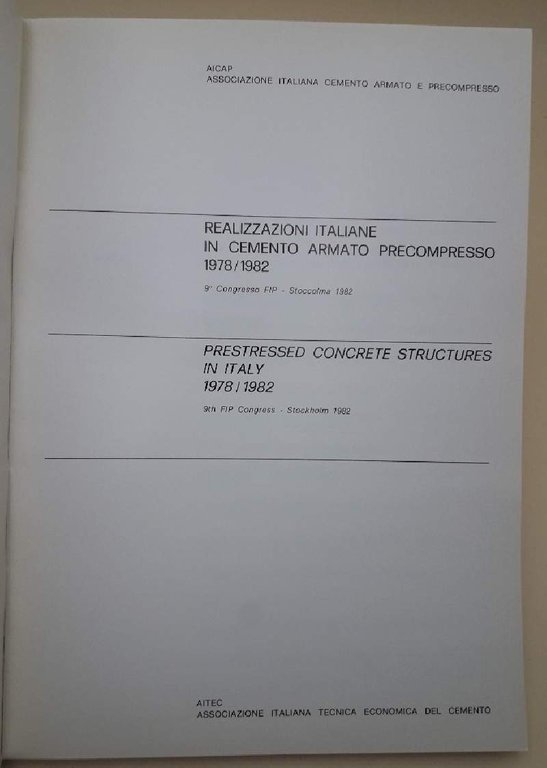 AICAP
ASSOCIAZIONE ITALIANA CEMENTO ARMATO E PRECOMPRESSO
REALIZZAZIONI ITALIANE
IN CEMENTO ARMATO PRECOMPRESSO
1978/1982
9° Congresso FIP - Stoccolma 1982
PRESTRESSED CONCRETE STRUCTURES
IN ITALY
1978/1982
9th FIP Congress - Stockholm 1982
AITEC
ASSOCIAZIONE ITALIANA TECNICA ECONOMICA DEL CEMENTO